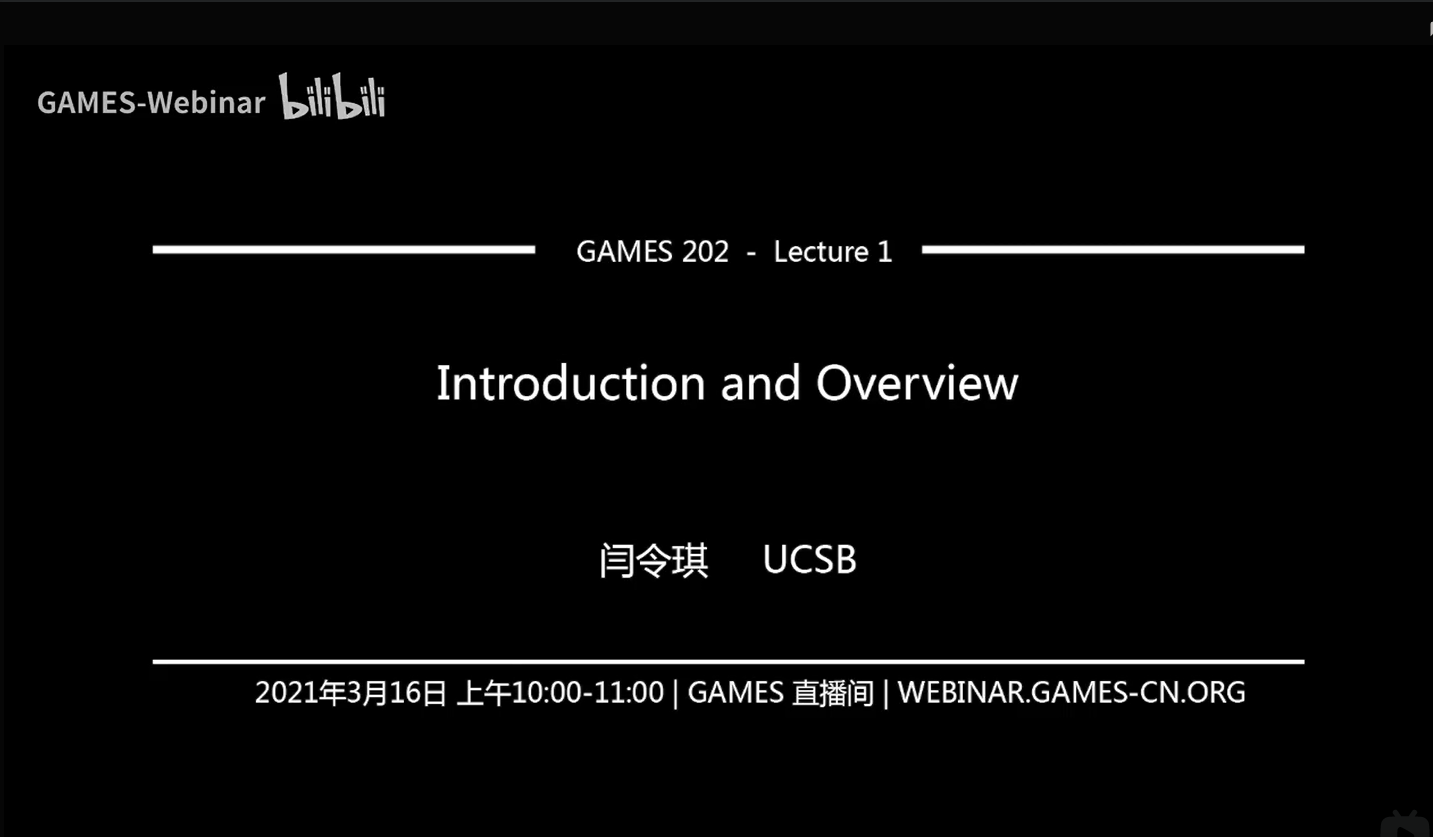 GAMES-Webinar bilibili
GAMES 202 - Lecture 1
Introduction and Overview
闫令琪 UCSB
2021年3月16日 上午10:00-11:00 | GAMES 直播间 | WEBINAR.GAMES-CN.ORG